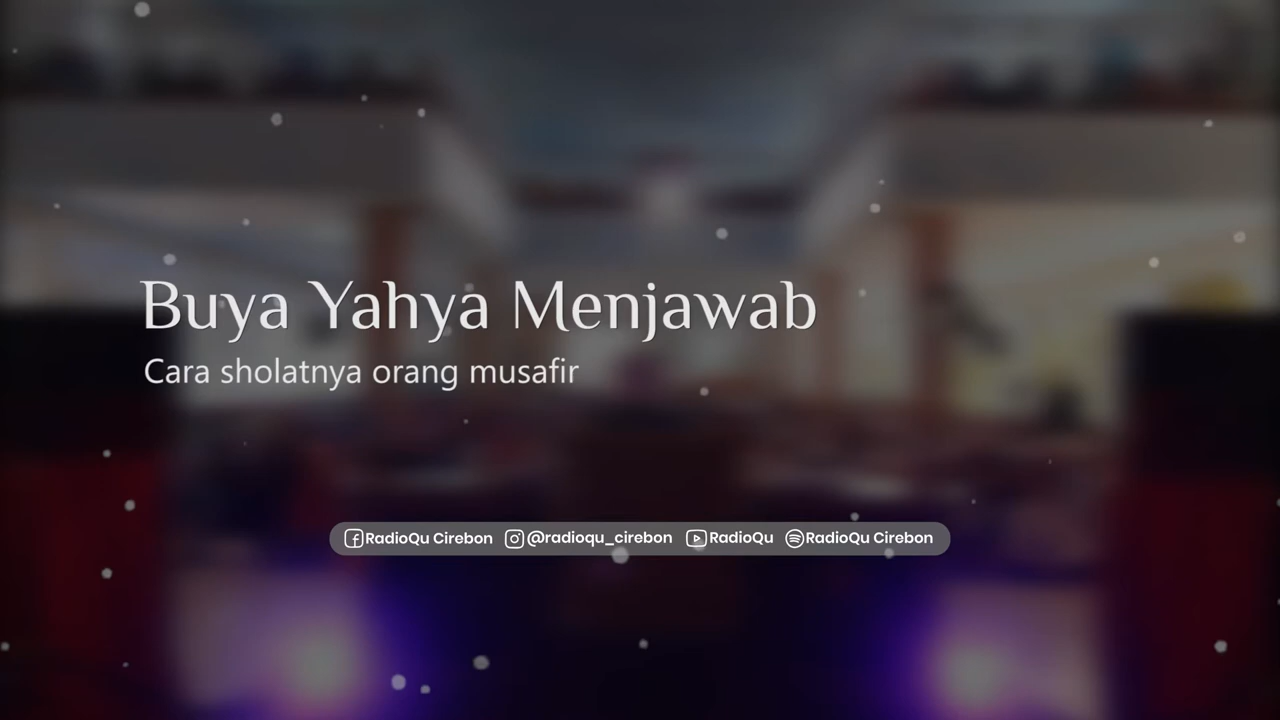 Buya Yahya Menjawab
Cara sholatnya orang musafir
RadioQu Cirebon @radioqu_cirebon RadioQu RadioQu Cirebon